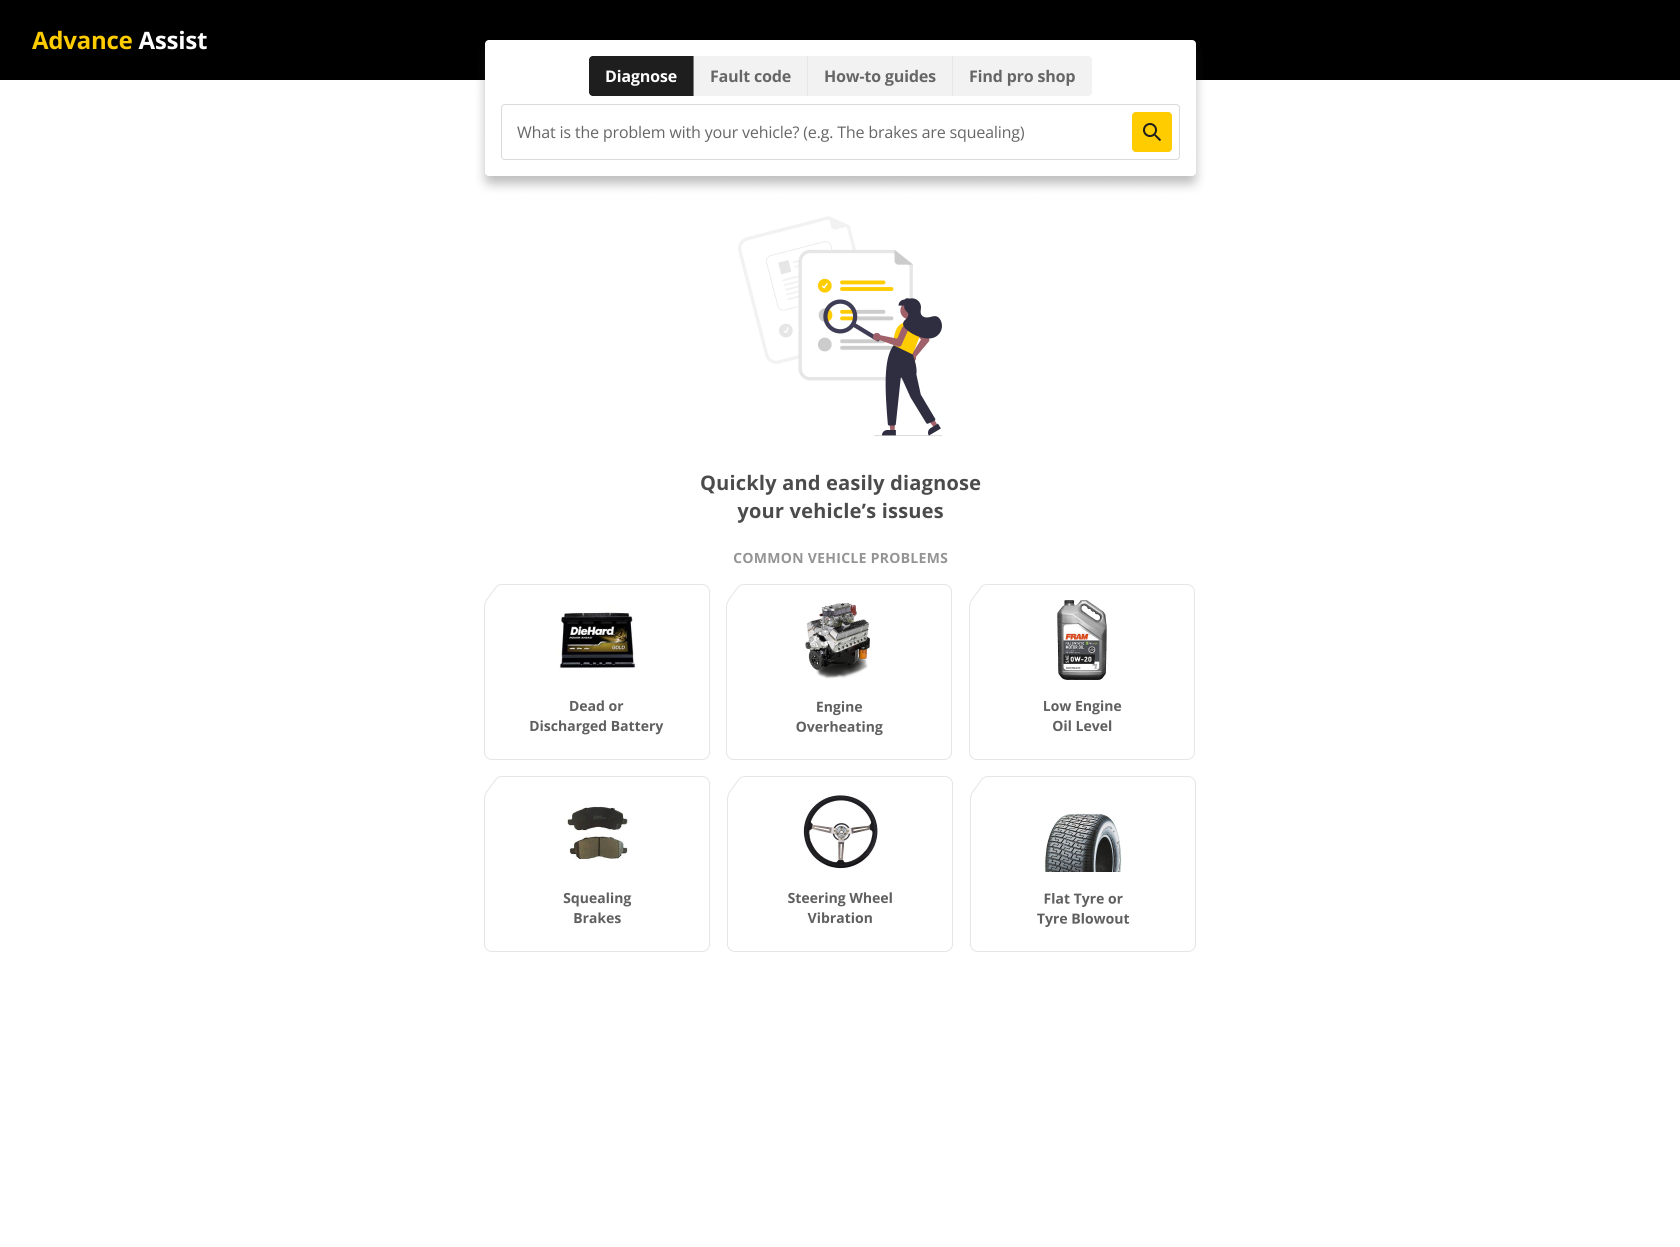 Advance Assist
Diagnose
Fault code
How-to guides
Find pro shop
What is the problem with your vehicle? (e.g. The brakes are squealing)
Quickly and easily diagnose
your vehicle’s issues
COMMON VEHICLE PROBLEMS
DieHard
GOLD
Dead or
Discharged Battery
Engine
Overheating
FRAM
MOTOR OIL
0W-20
Low Engine
Oil Level
Squealing
Brakes
Steering Wheel
Vibration
Flat Tyre or
Tyre Blowout